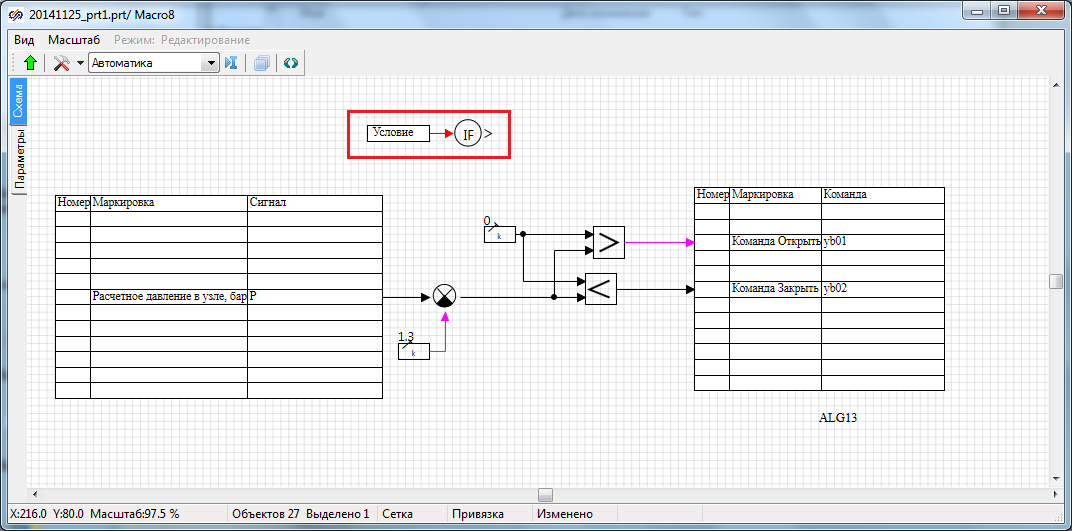 20141125_prt1.prt/ Macro8
Вид Масштаб Режим: Редактирование
Автоматика
Схема
Параметры
Условие IF >
Номер Маркировка Сигнал
Расчетное давление в узле, бар P
1.3
k
0
k
>
<
Номер Маркировка Команда
Команда Открыть yb01
Команда Закрыть yb02
ALG13
X:216.0 Y:80.0 Масштаб:97.5 % Объектов 27 Выделено 1 Сетка Привязка Изменено